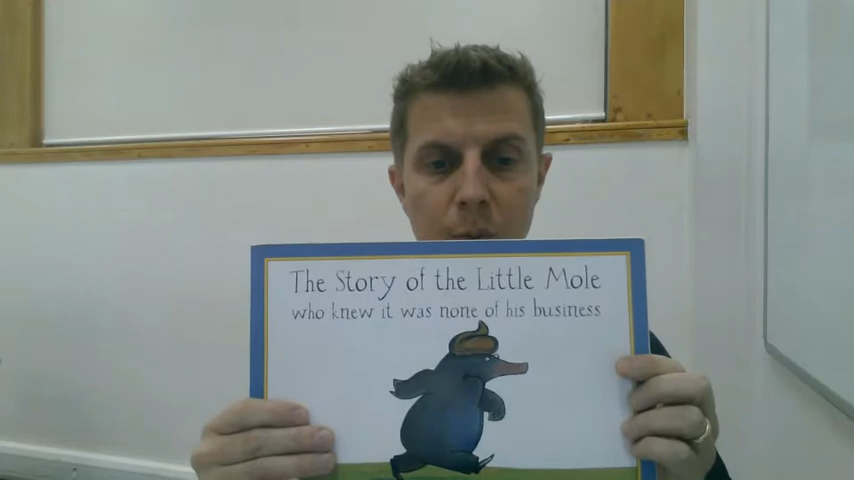 The Story of the Little Mole
who knew it was none of his business